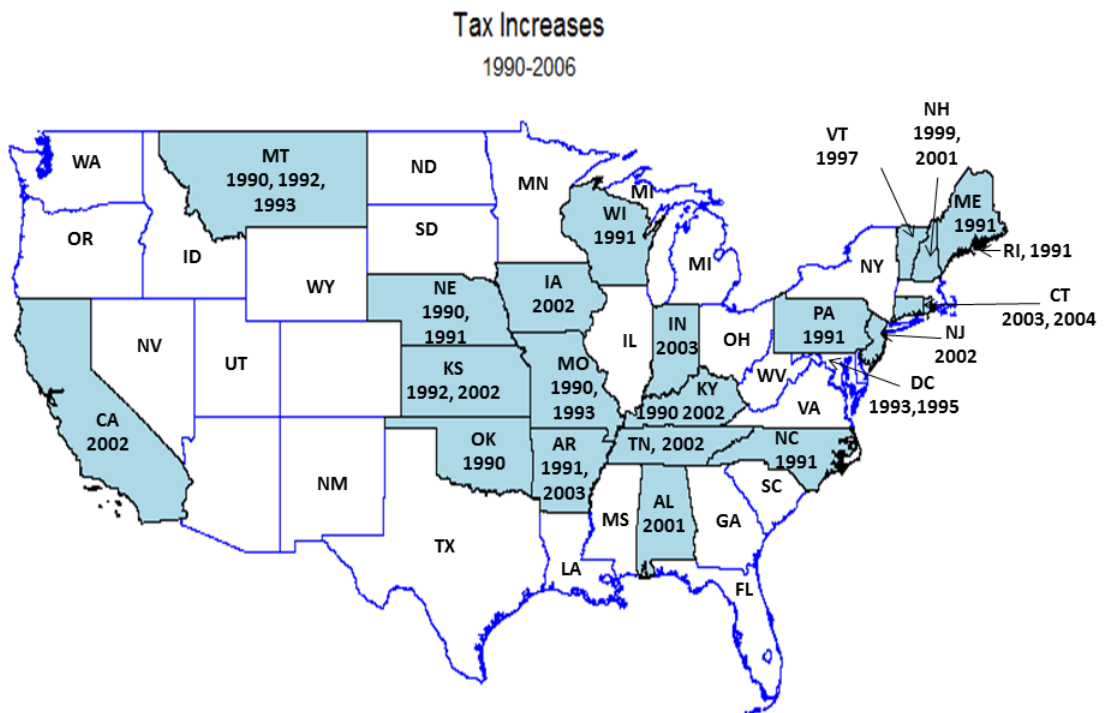 Tax Increases
1990-2006
NH
1999,
2001
VT
1997
WA
MT
1990, 1992,
1993
ND
MN
MI
WI
1991
ME
1991
OR
ID
SD
RI, 1991
WY
MI
NY
NE
1990,
1991
IA
2002
CT
2003, 2004
PA
1991
NJ
2002
NV
UT
IL
IN
2003
OH
KS
1992, 2002
MO
1990,
1993
WV
DC
1993,1995
KY
1990 2002
VA
CA
2002
OK
1990
AR
1991,
2003
TN, 2002
NC
1991
NM
SC
MS
AL
2001
GA
TX
LA
FL